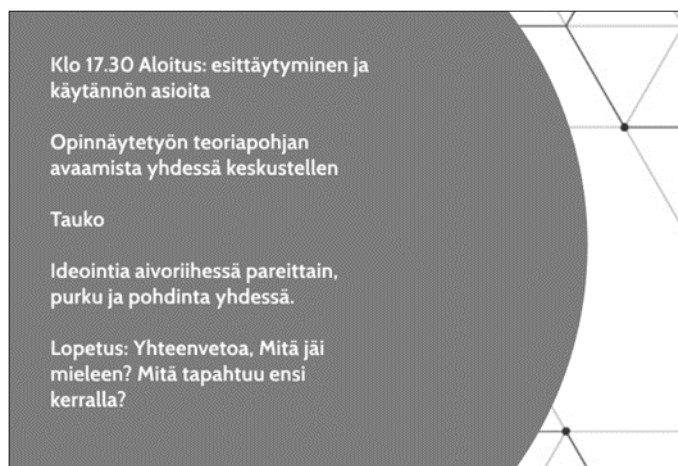 Klo 17.30 Aloitus: esittäytyminen ja
käytännön asioita
Opinnäytetyön teoriapohjan
avaamista yhdessä keskustellen
Tauko
Ideointia aivoriihessä pareittain,
purku ja pohdinta yhdessä.
Lopetus: Yhteenvetoa, Mitä jäi
mieleen? Mitä tapahtuu ensi
kerralla?